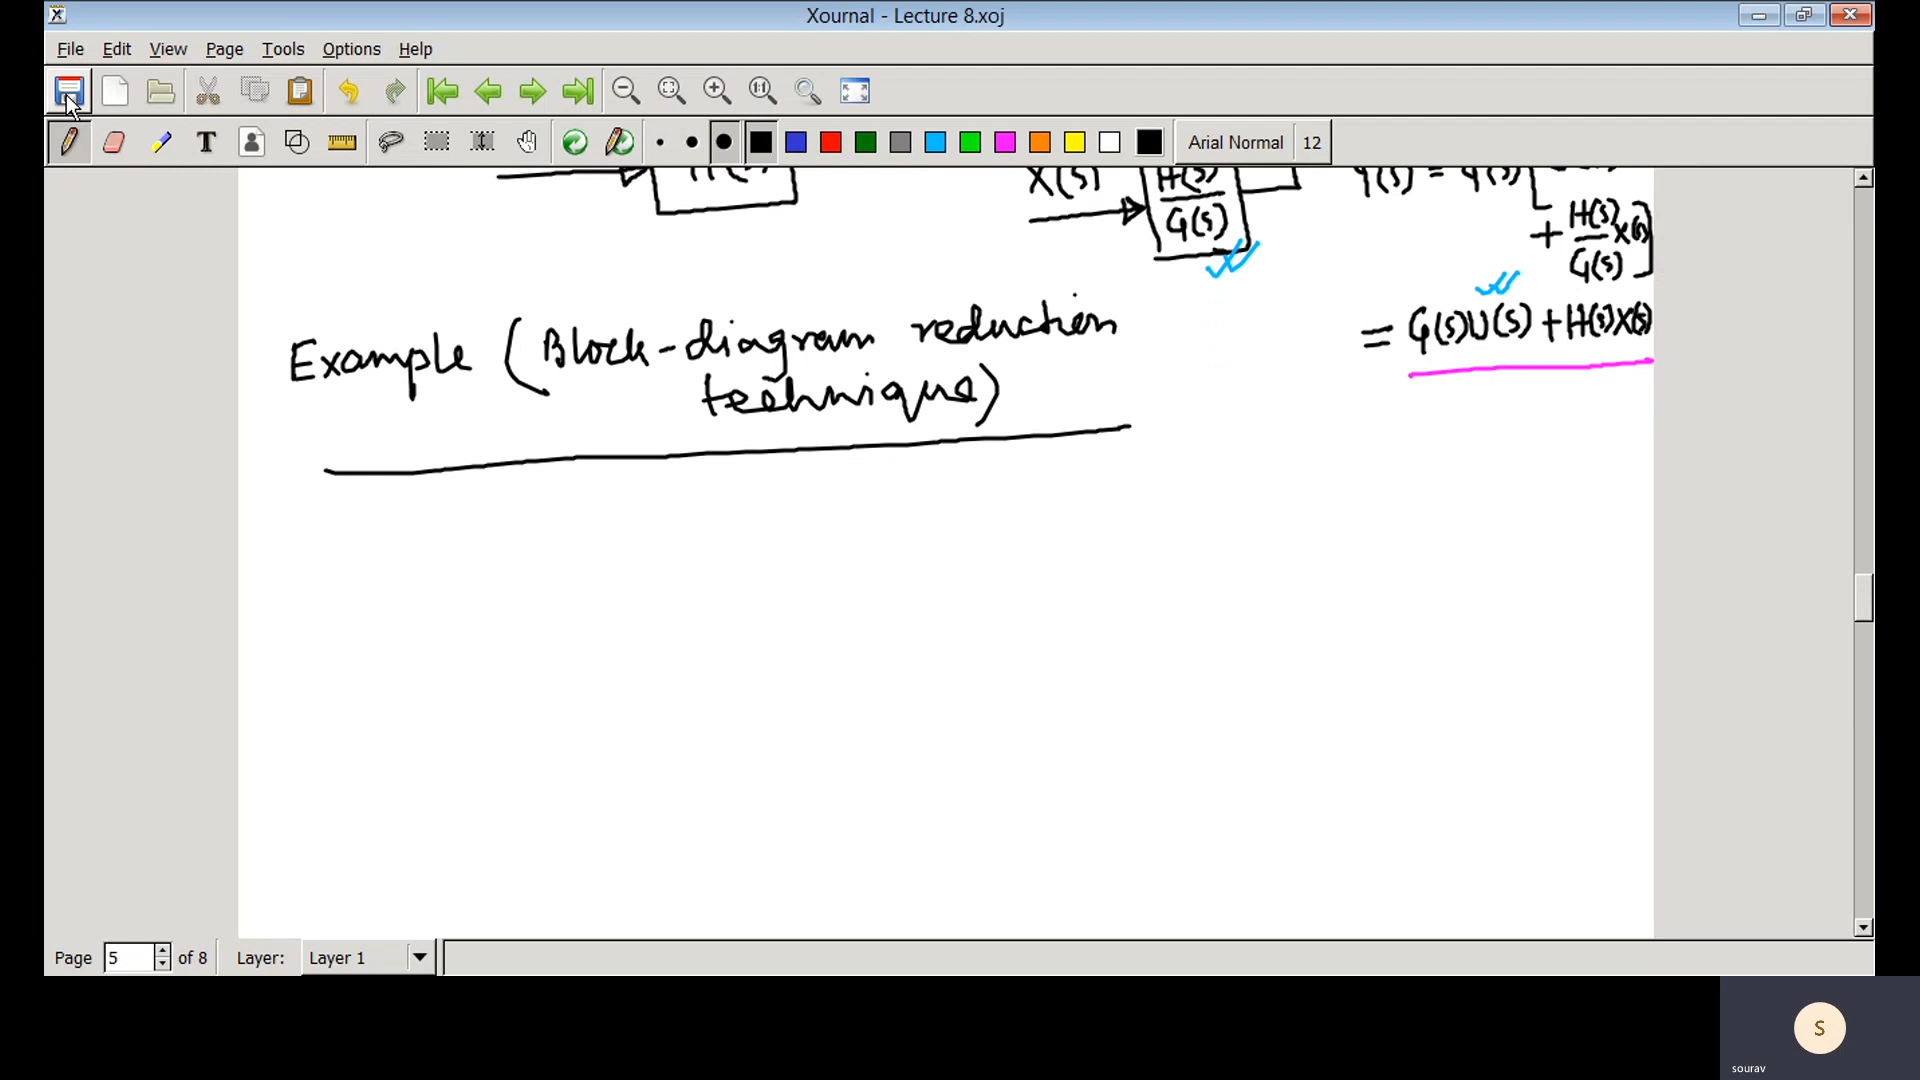 Xournal - Lecture 8.xoj
File Edit View Page Tools Options Help
Arial Normal 12
X(s)
H(s)
G(s)
+ H(s) X(s)
G(s)
= G(s)U(s) + H(s)X(s)
Example (Block-diagram reduction
technique)
Page 5 of 8 Layer: Layer 1
S
sourav